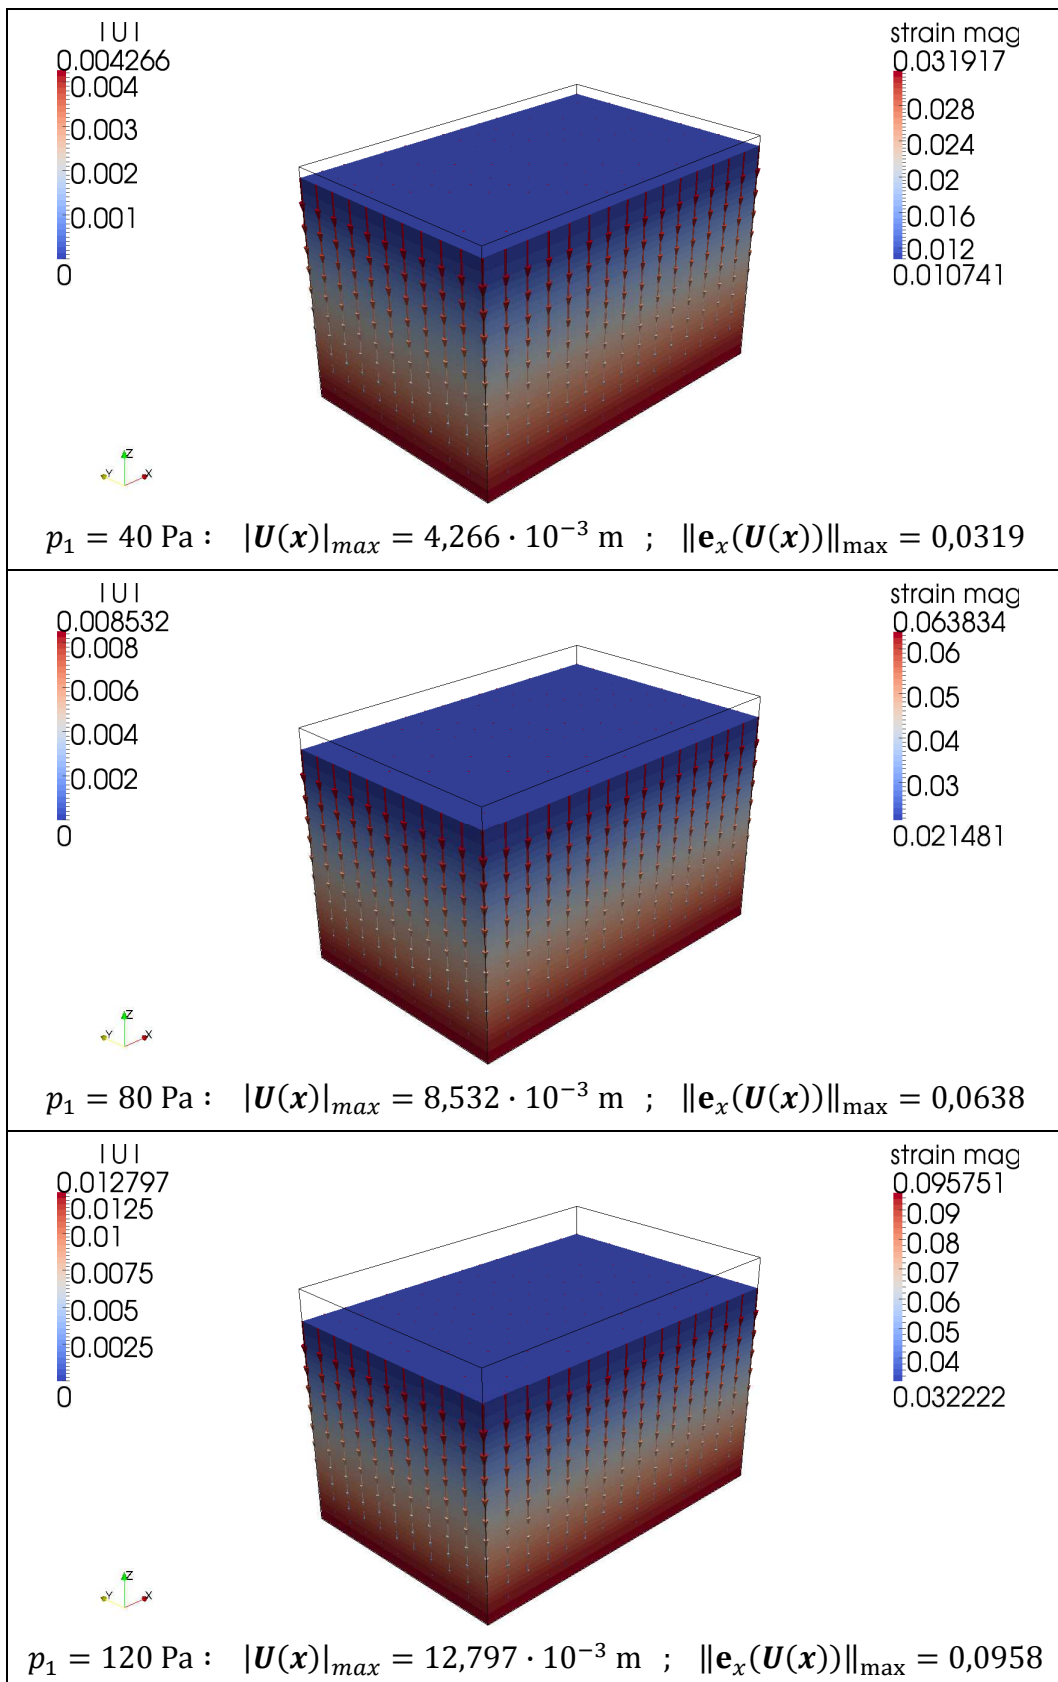 |U| strain mag
0.004266 0.031917
0.004 0.028
0.003 0.024
0.002 0.02
0.001 0.016
0.012
0 0.010741
Z
Y X
p₁ = 40 Pa : |U(x)|max = 4,266 · 10⁻³ m ; ‖eₓ(U(x))‖max = 0,0319
|U| strain mag
0.008532 0.063834
0.008 0.06
0.006 0.05
0.004 0.04
0.002 0.03
0 0.021481
Z
Y X
p₁ = 80 Pa : |U(x)|max = 8,532 · 10⁻³ m ; ‖eₓ(U(x))‖max = 0,0638
|U| strain mag
0.012797 0.095751
0.0125 0.09
0.01 0.08
0.0075 0.07
0.005 0.06
0.0025 0.05
0.04
0 0.032222
Z
Y X
p₁ = 120 Pa : |U(x)|max = 12,797 · 10⁻³ m ; ‖eₓ(U(x))‖max = 0,0958